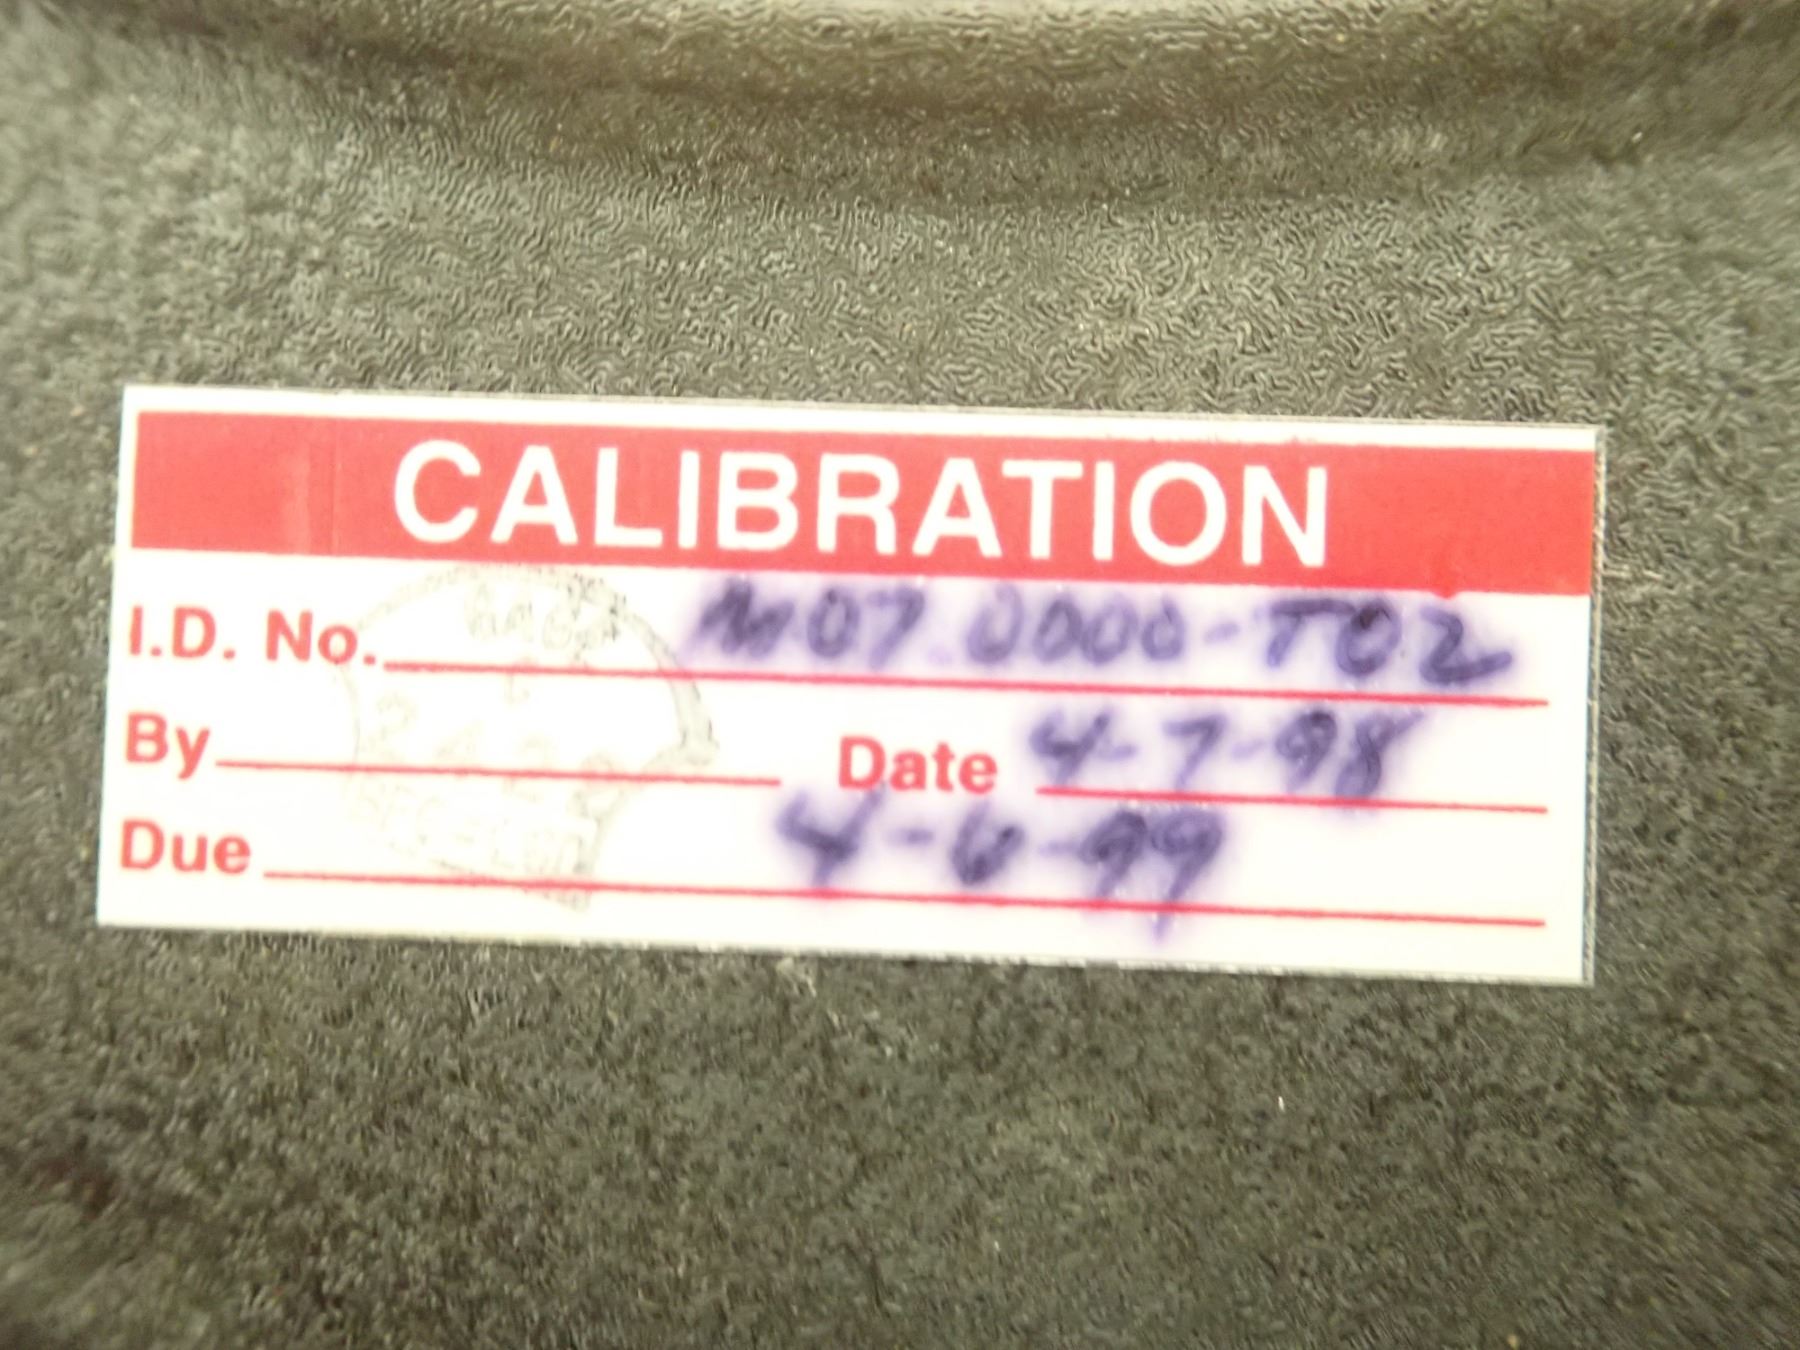 CALIBRATION
I.D. No. M07.0000-T02
By Date 4-7-98
Due 4-6-99